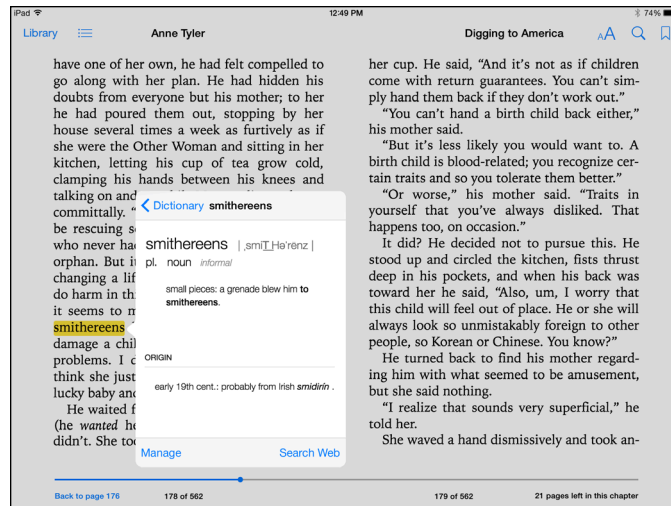 iPad
12:49 PM
74%
Library
Anne Tyler
Digging to America
AA
have one of her own, he had felt compelled to
go along with her plan. He had hidden his
doubts from everyone but his mother; to her
he had poured them out, stopping by her
house several times a week as furtively as if
she were the Other Woman and sitting in her
kitchen, letting his cup of tea grow cold,
clamping his hands between his knees and
talking on and
committally. “
be rescuing
who never had
orphan. But it
changing a lif
do harm in th
it seems to
smithereens
damage a chil
problems. I
think she just
lucky baby and
He waited f
(he wanted he
didn’t. She too
Dictionary smithereens
smithereens | ˌsmiT͟Həˈrenz |
pl. noun informal
small pieces: a grenade blew him to
smithereens.
ORIGIN
early 19th cent.: probably from Irish smidirín .
Manage
Search Web
her cup. He said, “And it’s not as if children
come with return guarantees. You can’t sim-
ply hand them back if they don’t work out.”
“You can’t hand a birth child back either,”
his mother said.
“But it’s less likely you would want to. A
birth child is blood-related; you recognize cer-
tain traits and so you tolerate them better.”
“Or worse,” his mother said. “Traits in
yourself that you’ve always disliked. That
happens too, on occasion.”
It did? He decided not to pursue this. He
stood up and circled the kitchen, fists thrust
deep in his pockets, and when his back was
toward her he said, “Also, um, I worry that
this child will feel out of place. He or she will
always look so unmistakably foreign to other
people, so Korean or Chinese. You know?”
He turned back to find his mother regard-
ing him with what seemed to be amusement,
but she said nothing.
“I realize that sounds very superficial,” he
told her.
She waved a hand dismissively and took an-
Back to page 176
178 of 562
179 of 562
21 pages left in this chapter